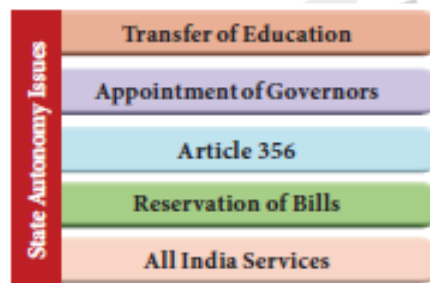 State Autonomy Issues
Transfer of Education
Appointment of Governors
Article 356
Reservation of Bills
All India Services